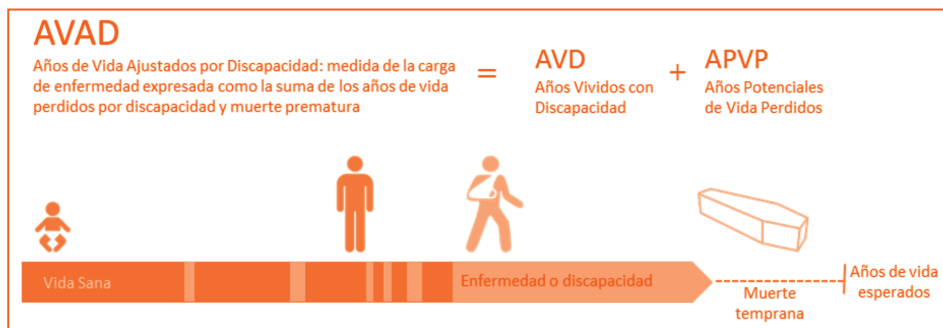 AVAD
Años de Vida Ajustados por Discapacidad: medida de la carga
de enfermedad expresada como la suma de los años de vida
perdidos por discapacidad y muerte prematura
=
AVD
Años Vividos con
Discapacidad
+
APVP
Años Potenciales
de Vida Perdidos
Vida Sana
Enfermedad o discapacidad
Muerte
temprana
Años de vida
esperados